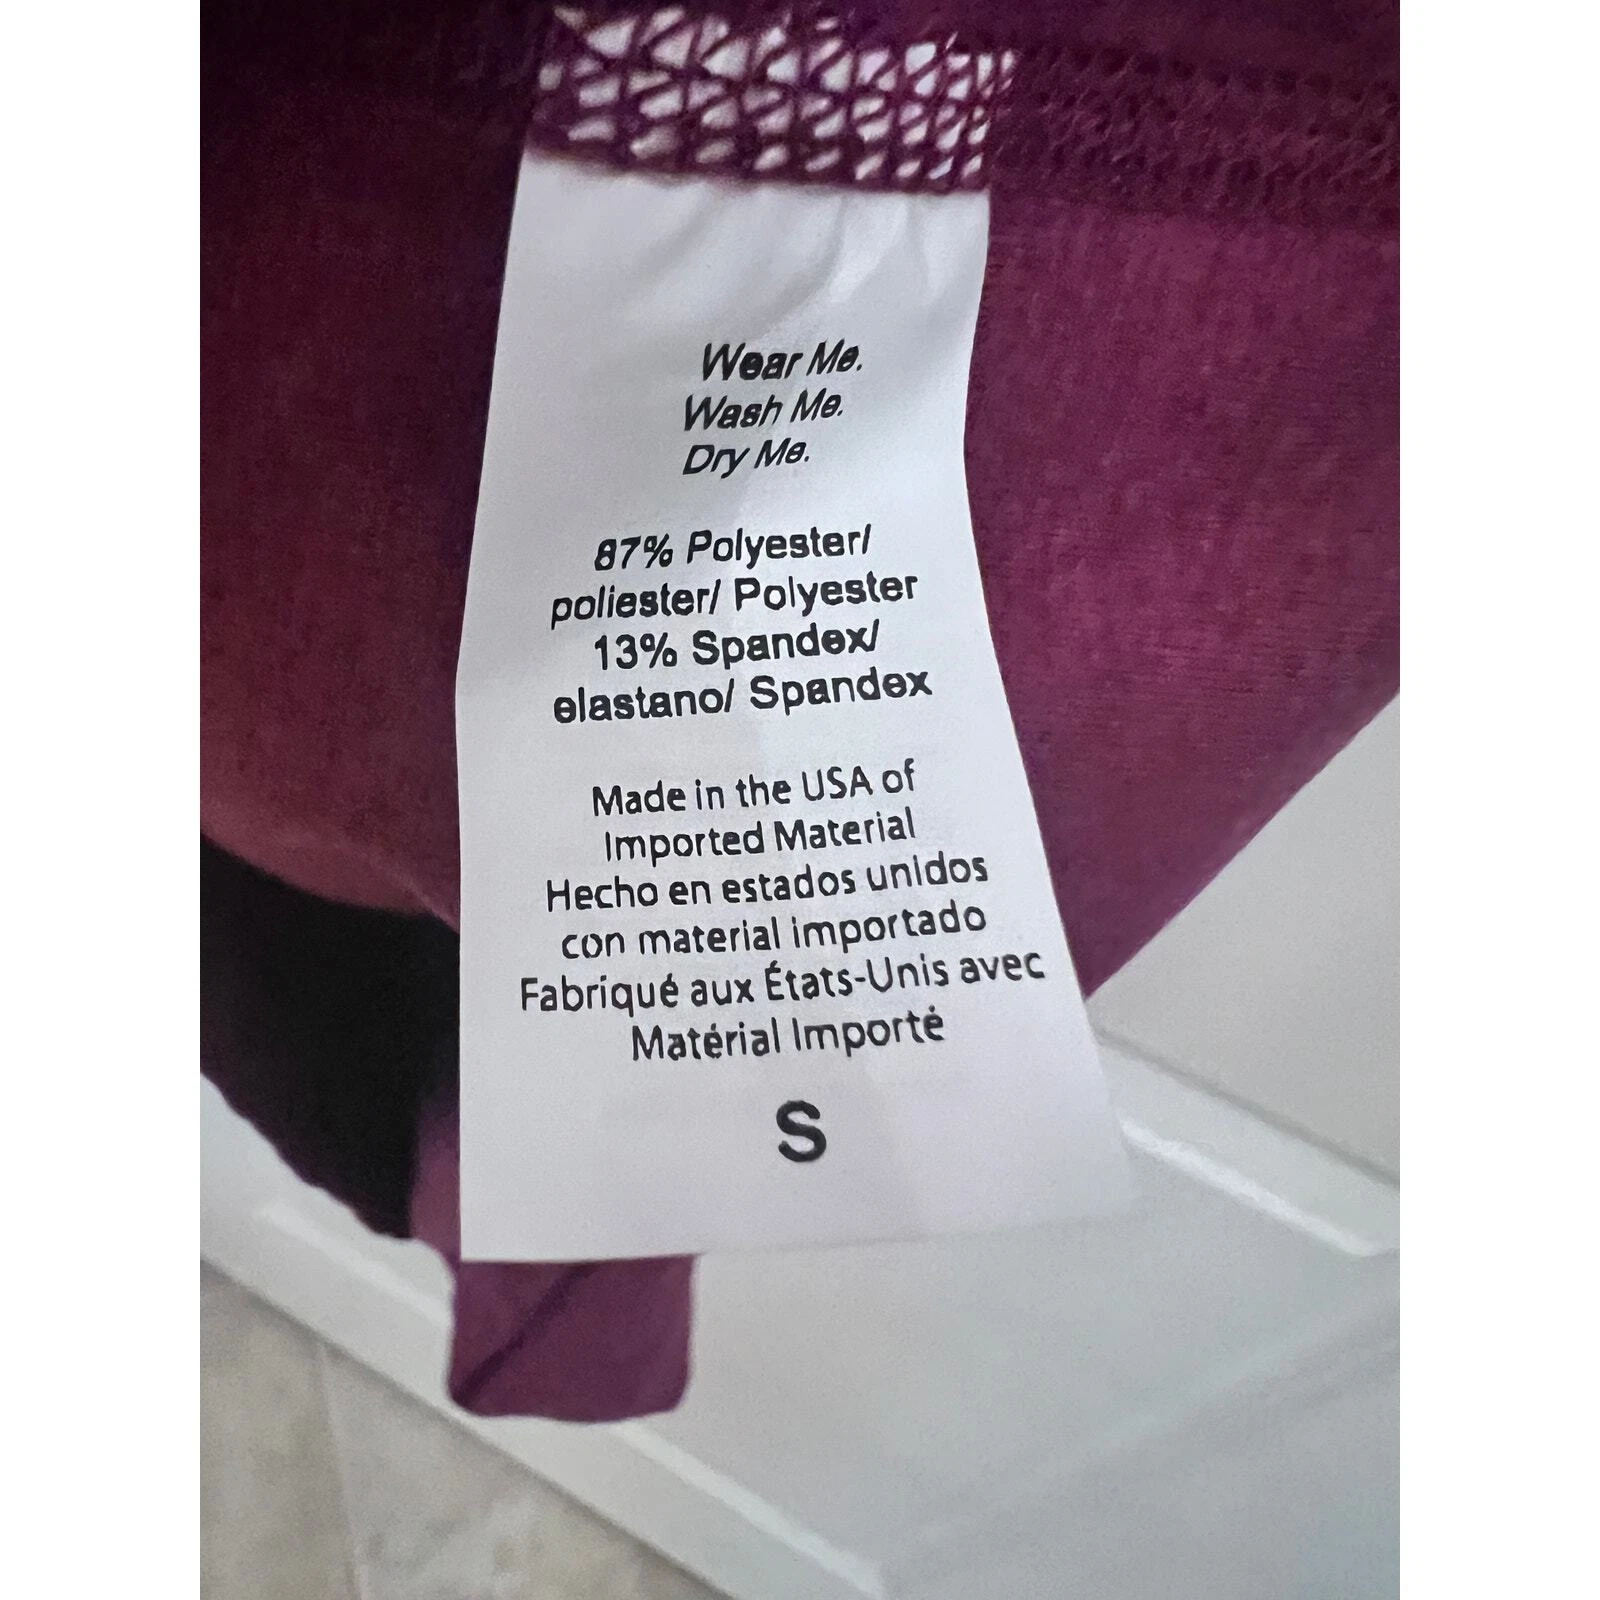 Wear Me.
Wash Me.
Dry Me.
87% Polyester/
poliester/ Polyester
13% Spandex/
elastano/ Spandex
Made in the USA of
Imported Material
Hecho en estados unidos
con material importado
Fabriqué aux États-Unis avec
Matérial Importé
S